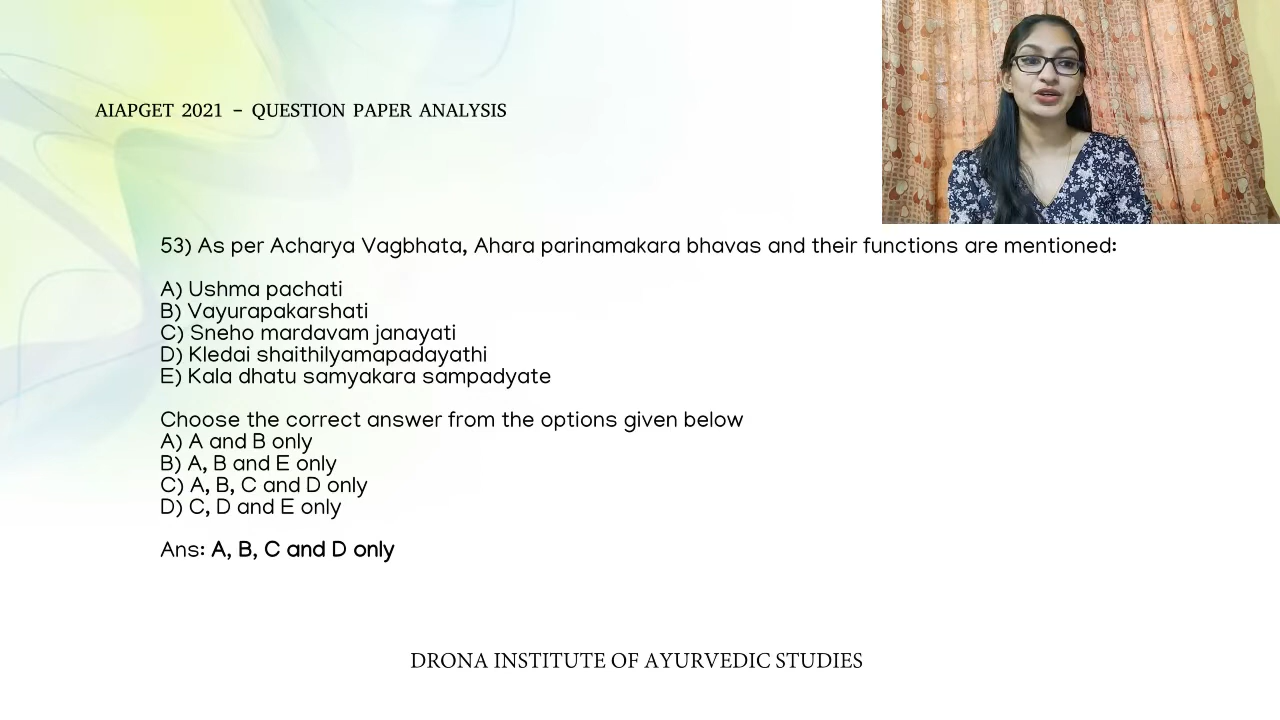 AIAPGET 2021 - QUESTION PAPER ANALYSIS
53) As per Acharya Vagbhata, Ahara parinamakara bhavas and their functions are mentioned:
A) Ushma pachati
B) Vayurapakarshati
C) Sneho mardavam janayati
D) Kledai shaithilyamapadayathi
E) Kala dhatu samyakara sampadyate
Choose the correct answer from the options given below
A) A and B only
B) A, B and E only
C) A, B, C and D only
D) C, D and E only
Ans: A, B, C and D only
DRONA INSTITUTE OF AYURVEDIC STUDIES